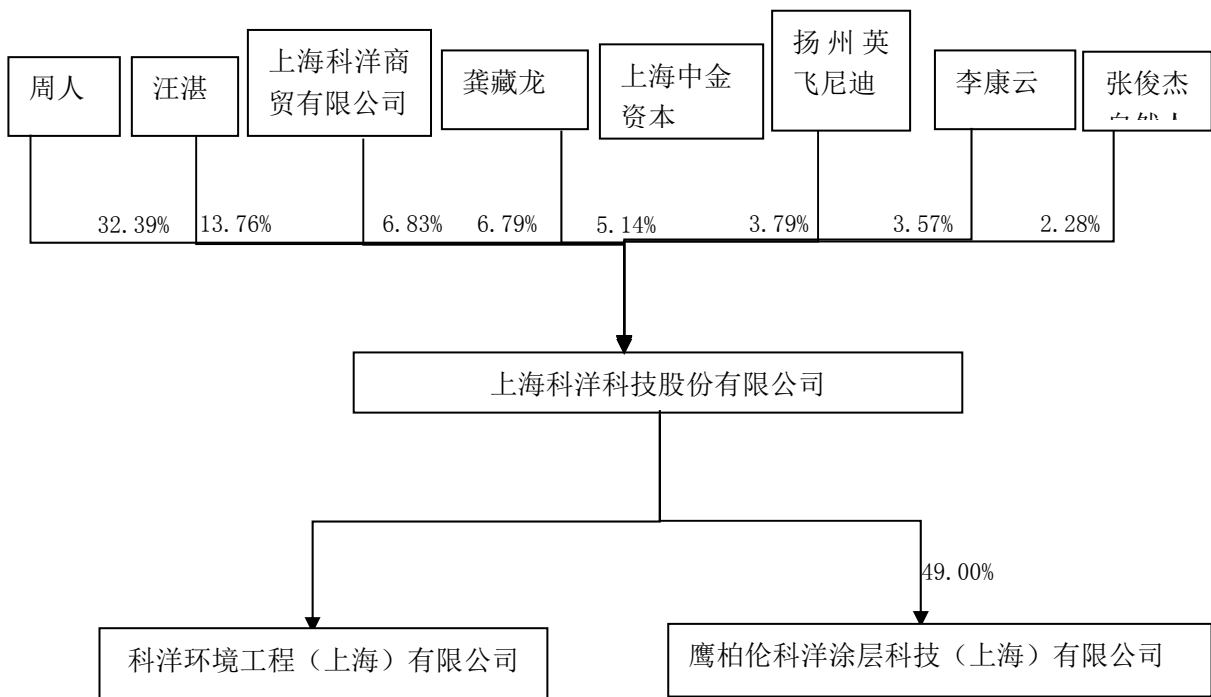 周人
汪湛
上海科洋商
贸有限公司
龚藏龙
上海中金
资本
扬州英
飞尼迪
李康云
张俊杰
32.39%
13.76%
6.83%
6.79%
5.14%
3.79%
3.57%
2.28%
上海科洋科技股份有限公司
49.00%
科洋环境工程（上海）有限公司
鹰柏伦科洋涂层科技（上海）有限公司